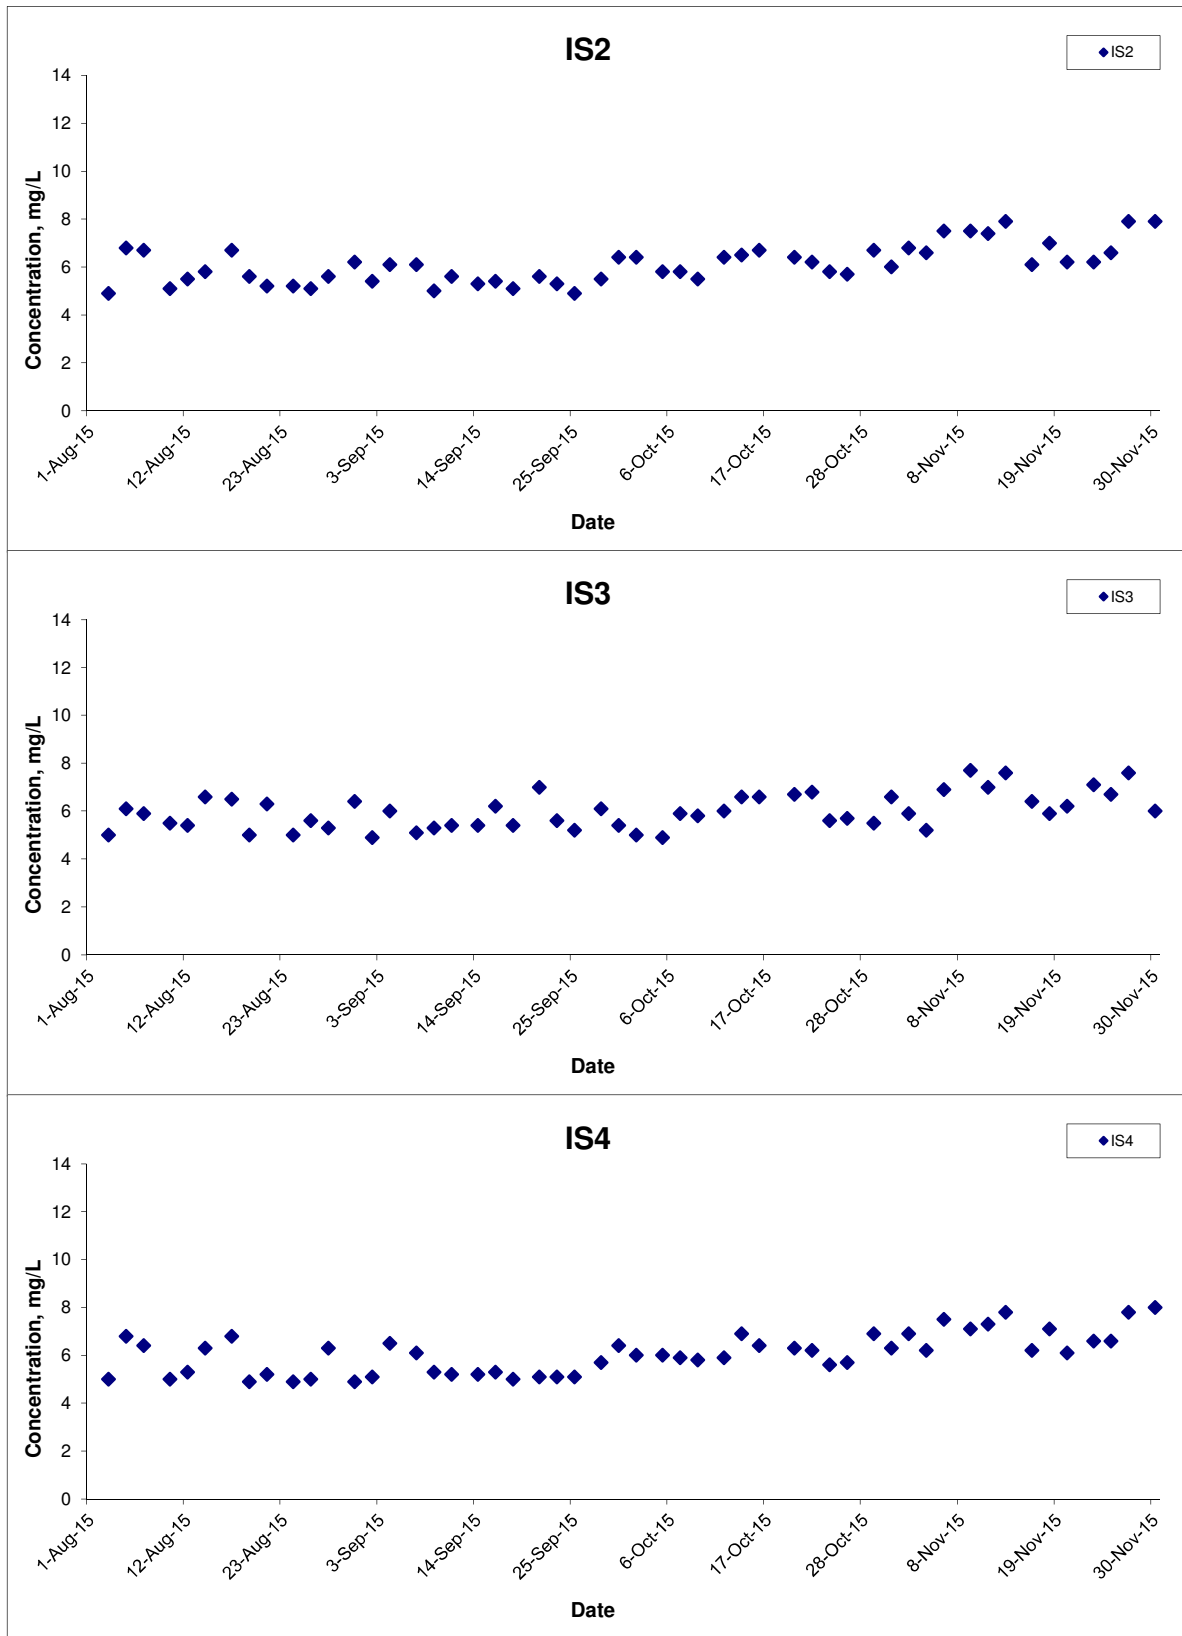 IS2
IS2
Concentration, mg/L
14
12
10
8
6
4
2
0
1-Aug-15
12-Aug-15
23-Aug-15
3-Sep-15
14-Sep-15
25-Sep-15
6-Oct-15
17-Oct-15
28-Oct-15
8-Nov-15
19-Nov-15
30-Nov-15
Date
IS3
IS3
Concentration, mg/L
14
12
10
8
6
4
2
0
1-Aug-15
12-Aug-15
23-Aug-15
3-Sep-15
14-Sep-15
25-Sep-15
6-Oct-15
17-Oct-15
28-Oct-15
8-Nov-15
19-Nov-15
30-Nov-15
Date
IS4
IS4
Concentration, mg/L
14
12
10
8
6
4
2
0
1-Aug-15
12-Aug-15
23-Aug-15
3-Sep-15
14-Sep-15
25-Sep-15
6-Oct-15
17-Oct-15
28-Oct-15
8-Nov-15
19-Nov-15
30-Nov-15
Date